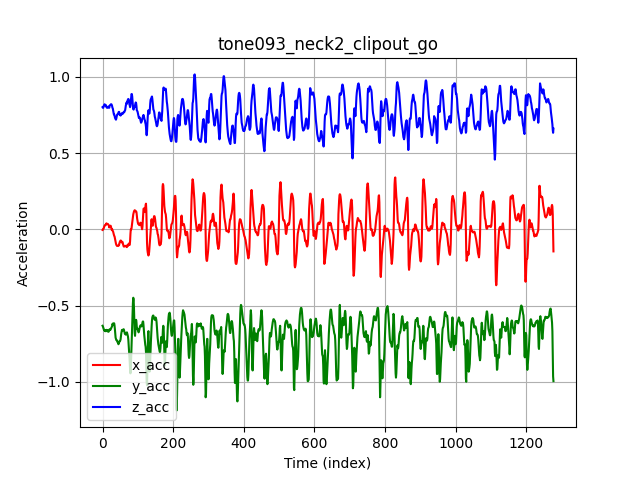 tone093_neck2_clipout_go
1.0
0.5
0.0
−0.5
−1.0
Acceleration
x_acc
y_acc
z_acc
0 200 400 600 800 1000 1200
Time (index)